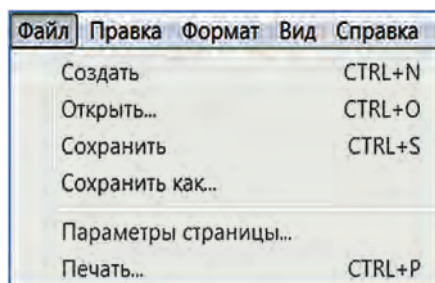 Файл Правка Формат Вид Справка
Создать CTRL+N
Открыть... CTRL+O
Сохранить CTRL+S
Сохранить как...
Параметры страницы...
Печать... CTRL+P